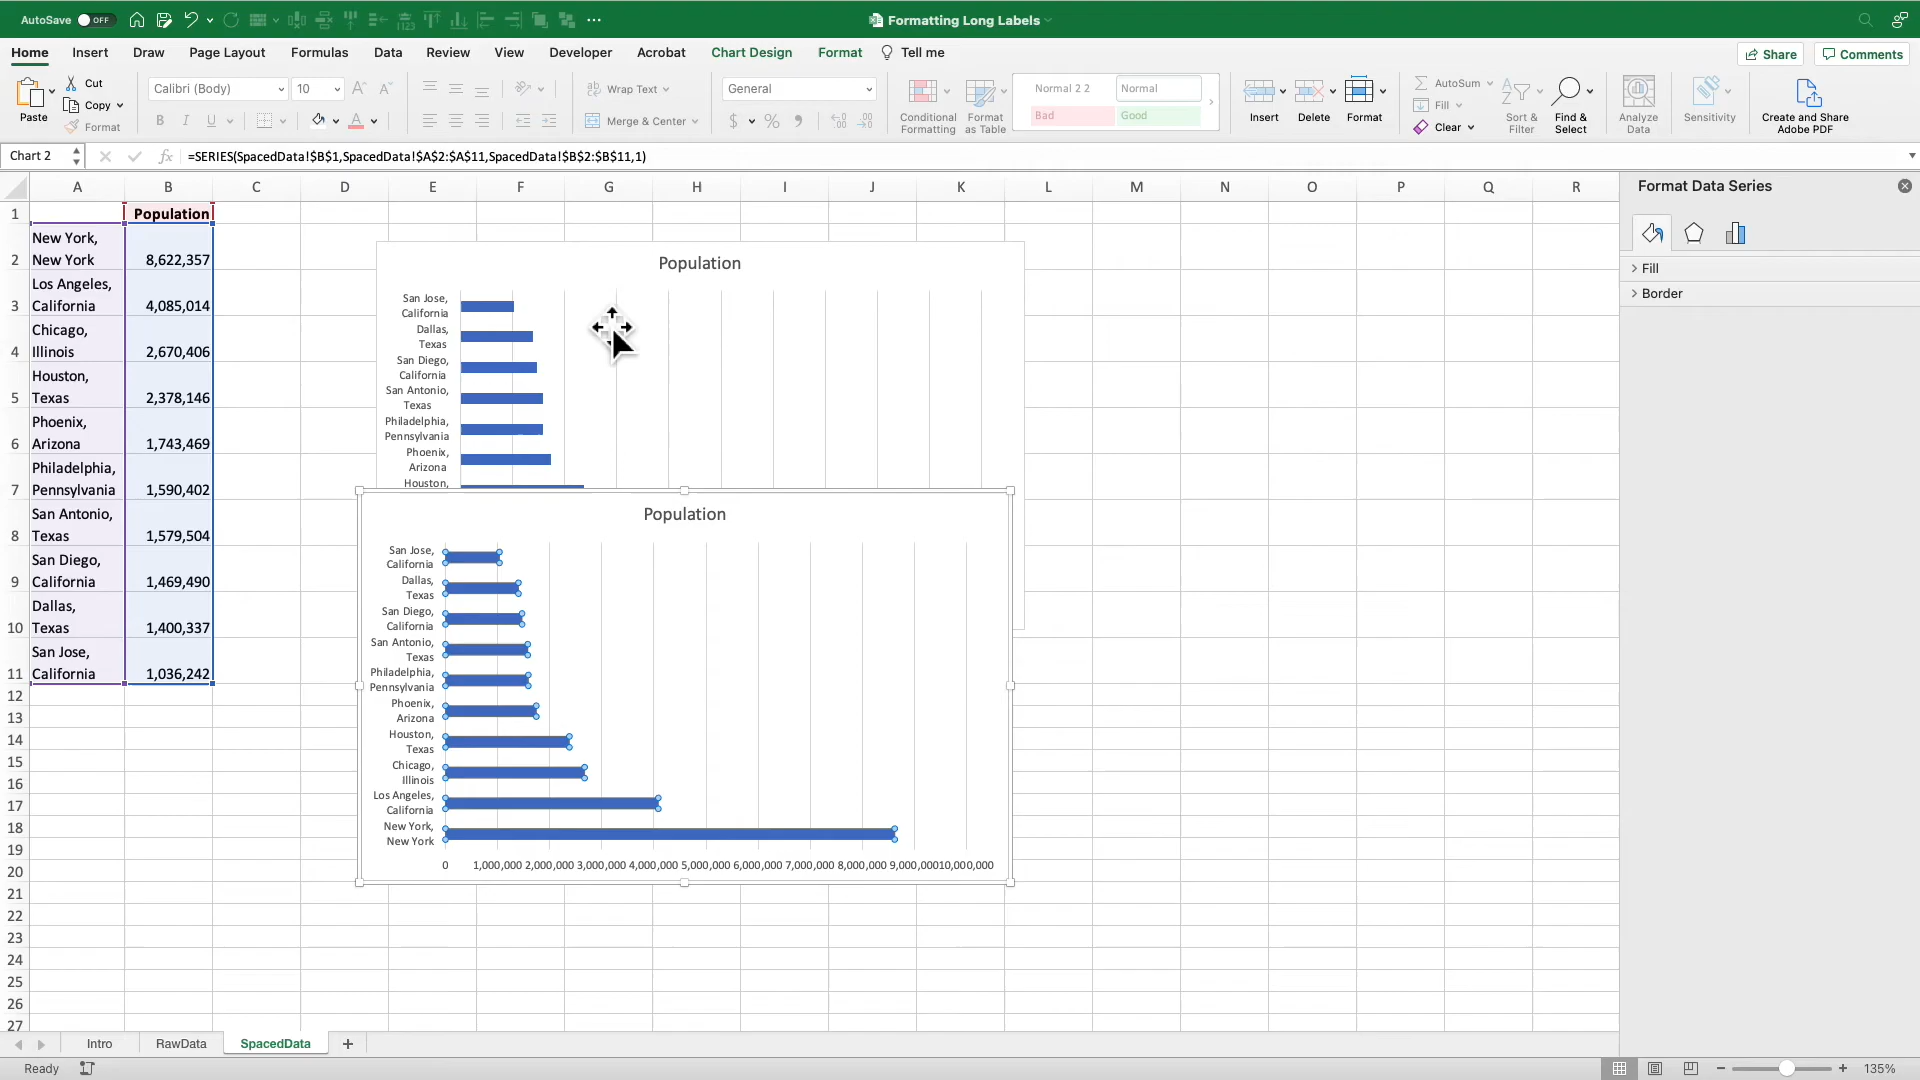 AutoSave OFF
Formatting Long Labels
Home Insert Draw Page Layout Formulas Data Review View Developer Acrobat Chart Design Format Tell me
Share Comments
Paste Cut Copy Format
Calibri (Body) 10
B I U A
Wrap Text
Merge & Center
General
$ % 9
Conditional Formatting
Format as Table
Normal 2 2 Normal
Bad Good
Insert Delete Format
AutoSum
Fill
Clear
Sort & Filter
Find & Select
Analyze Data
Sensitivity
Create and Share Adobe PDF
Chart 2 fx =SERIES(SpacedData!$B$1,SpacedData!$A$2:$A$11,SpacedData!$B$2:$B$11,1)
A B C D E F G H I J K L M N O P Q R
1 Population
2 New York, New York 8,622,357
3 Los Angeles, California 4,085,014
4 Chicago, Illinois 2,670,406
5 Houston, Texas 2,378,146
6 Phoenix, Arizona 1,743,469
7 Philadelphia, Pennsylvania 1,590,402
8 San Antonio, Texas 1,579,504
9 San Diego, California 1,469,490
10 Dallas, Texas 1,400,337
11 San Jose, California 1,036,242
12
13
14
15
16
17
18
19
20
21
22
23
24
25
26
27
Population
San Jose,
California
Dallas,
Texas
San Diego,
California
San Antonio,
Texas
Philadelphia,
Pennsylvania
Phoenix,
Arizona
Houston,
Population
San Jose,
California
Dallas,
Texas
San Diego,
California
San Antonio,
Texas
Philadelphia,
Pennsylvania
Phoenix,
Arizona
Houston,
Texas
Chicago,
Illinois
Los Angeles,
California
New York,
New York
0 1,000,000 2,000,000 3,000,000 4,000,000 5,000,000 6,000,000 7,000,000 8,000,000 9,000,000 10,000,000
Format Data Series
Fill
Border
Intro RawData SpacedData
Ready
135%